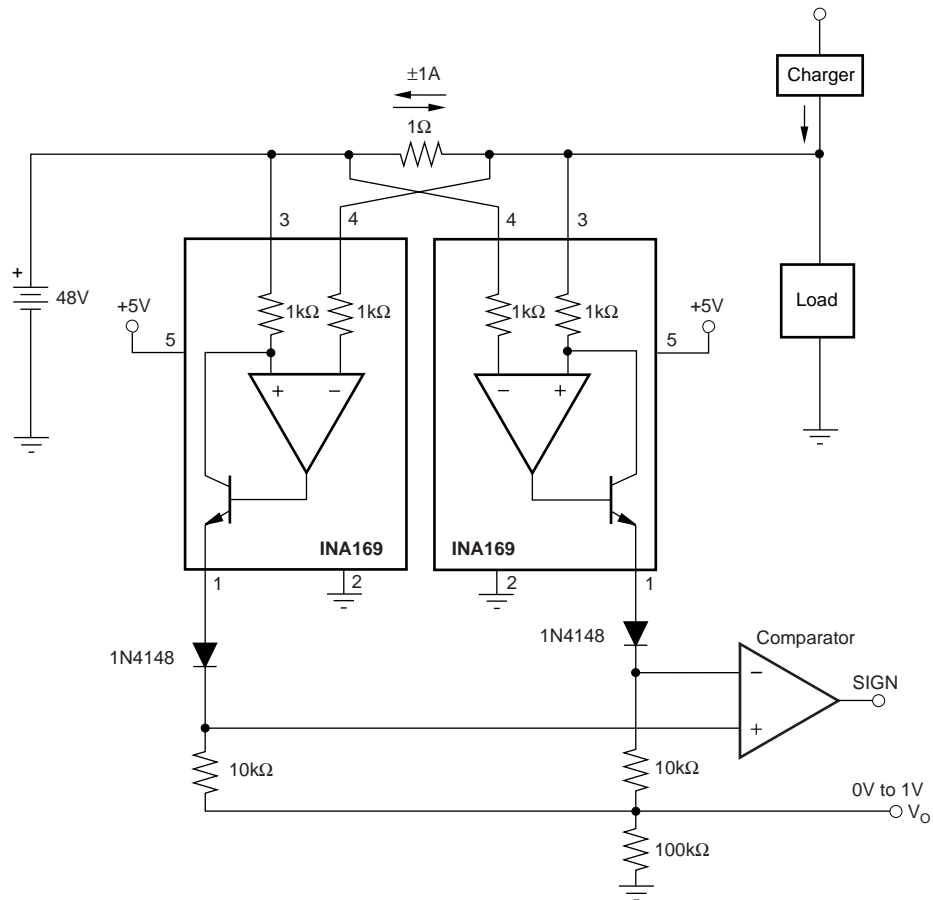 Charger
±1A
1Ω
3
4
4
3
+
48V
+5V
5
1kΩ
1kΩ
1kΩ
1kΩ
5
+5V
Load
+
−
−
+
INA169
INA169
1
2
2
1
1N4148
1N4148
Comparator
−
+
SIGN
10kΩ
10kΩ
0V to 1V
VO
100kΩ